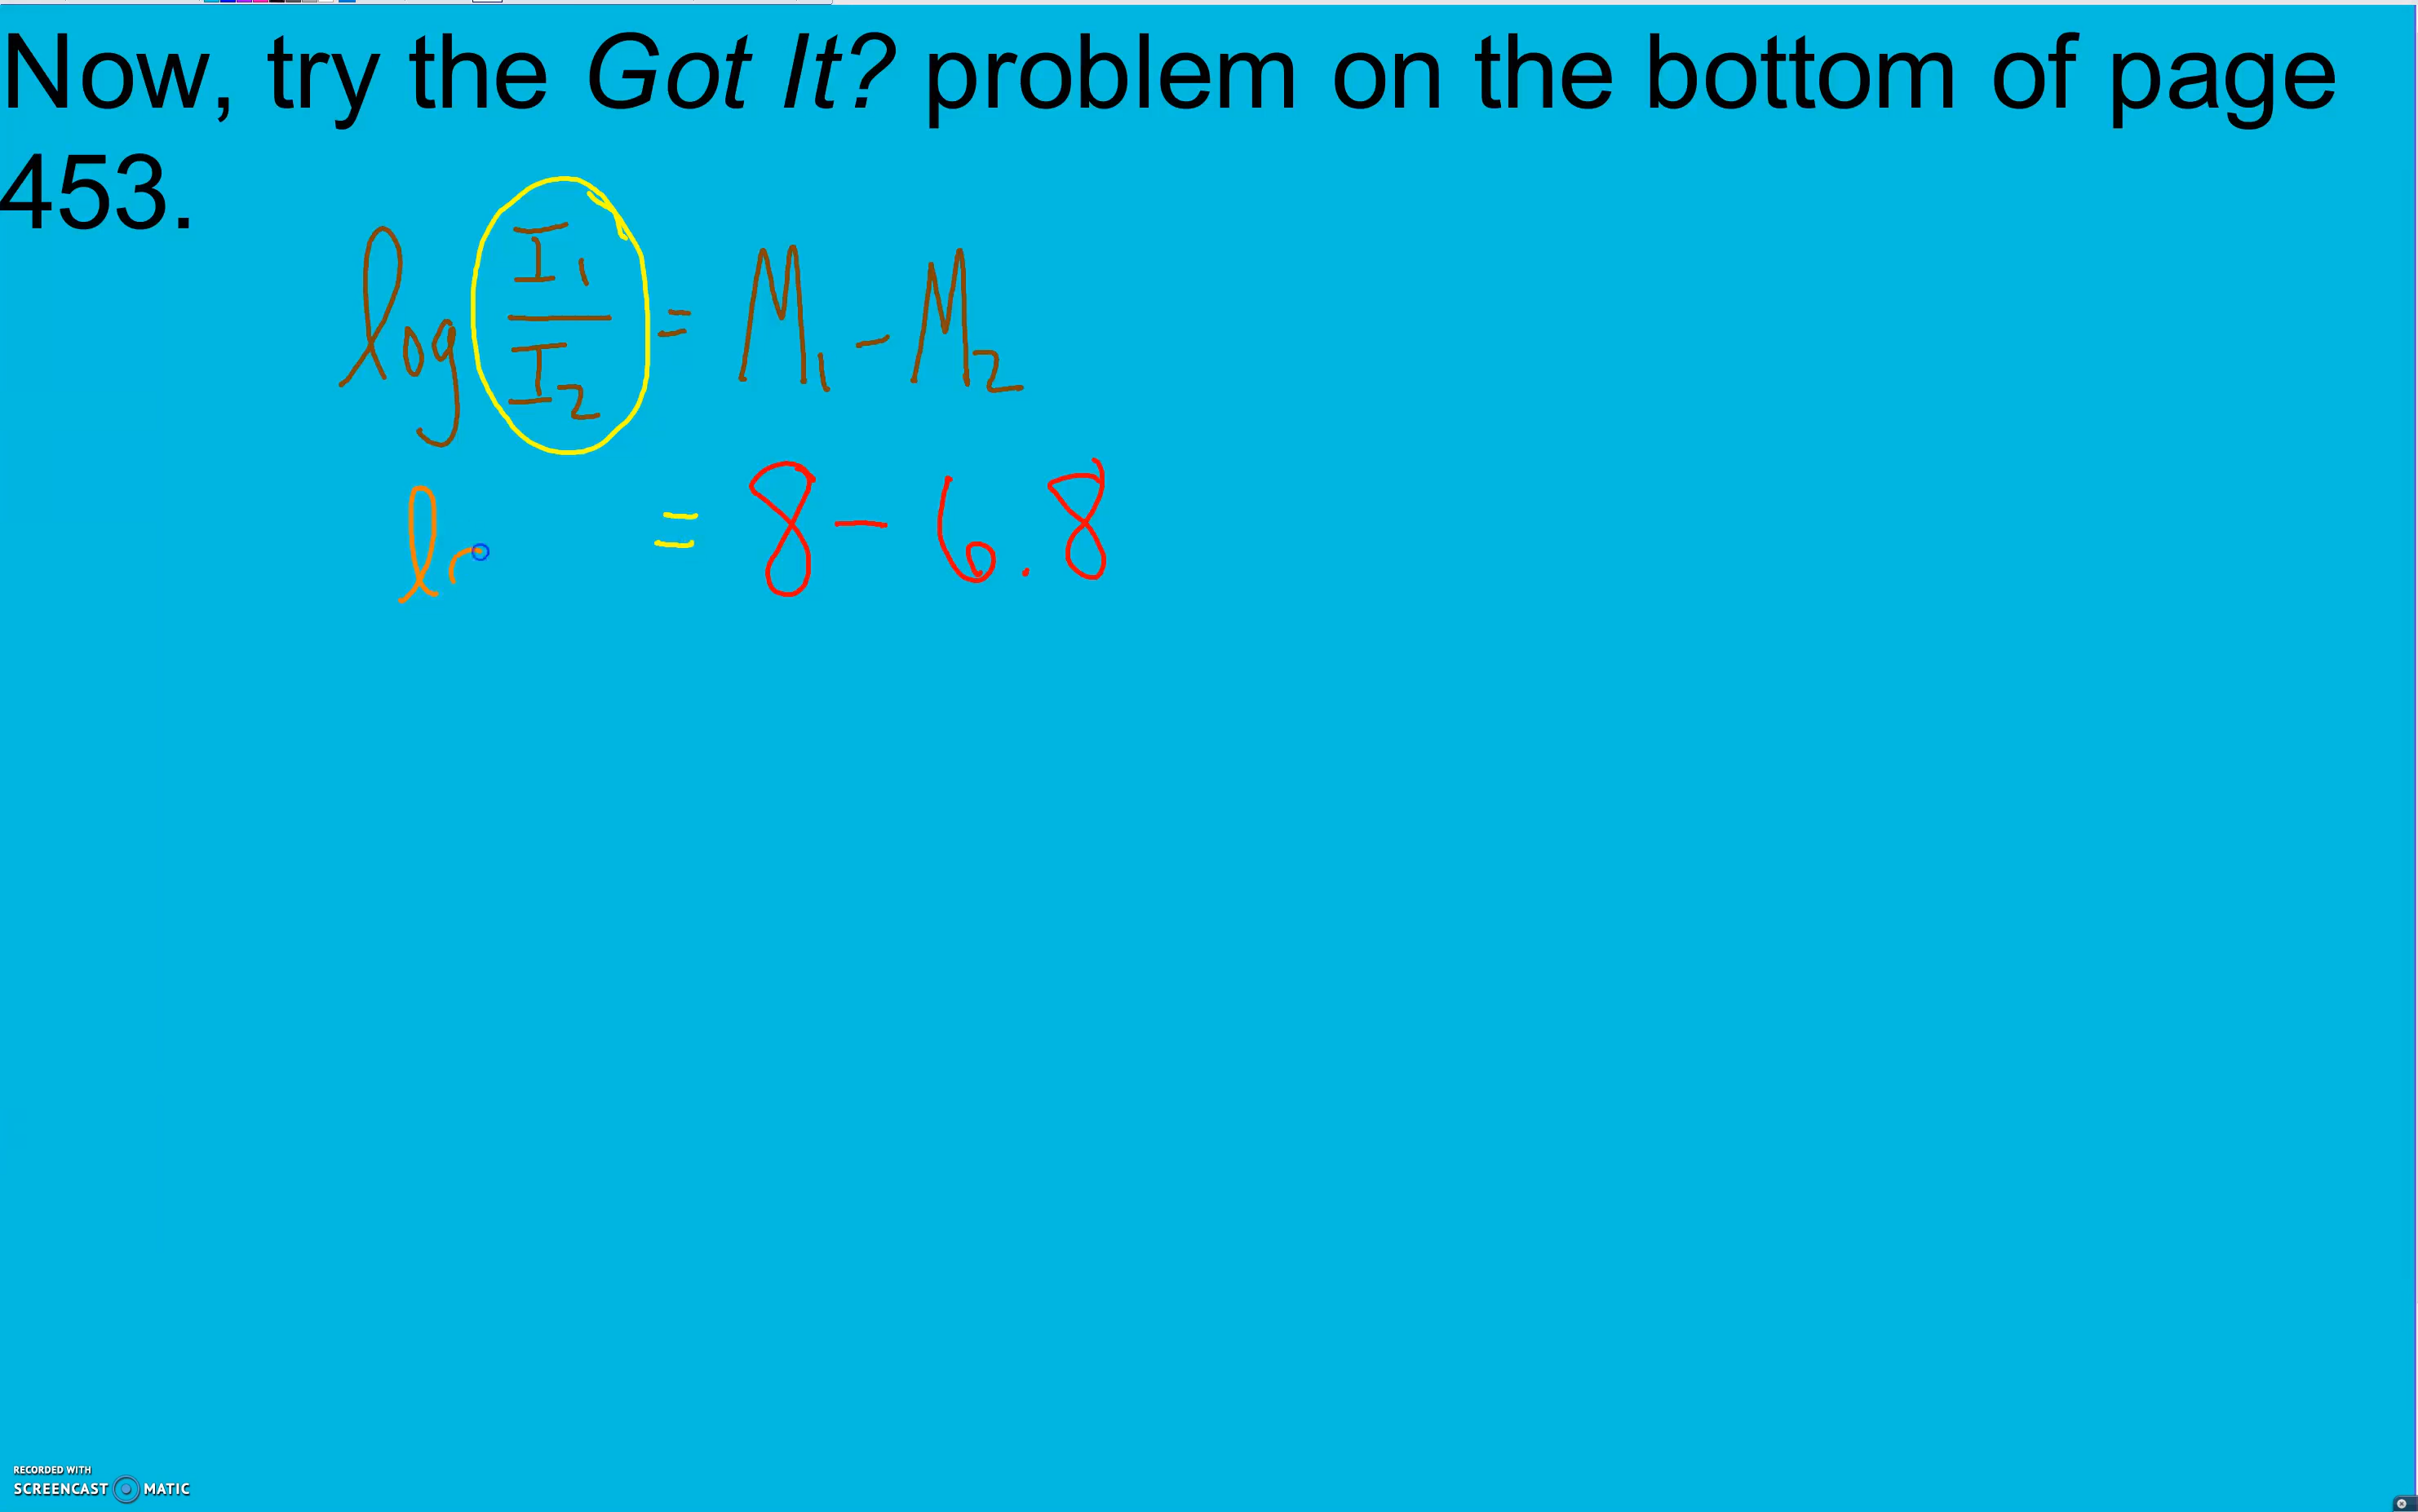 Now, try the Got It? problem on the bottom of page
453.
log I₁/I₂ = M₁ - M₂
l = 8 - 6.8
RECORDED WITH
SCREENCAST MATIC